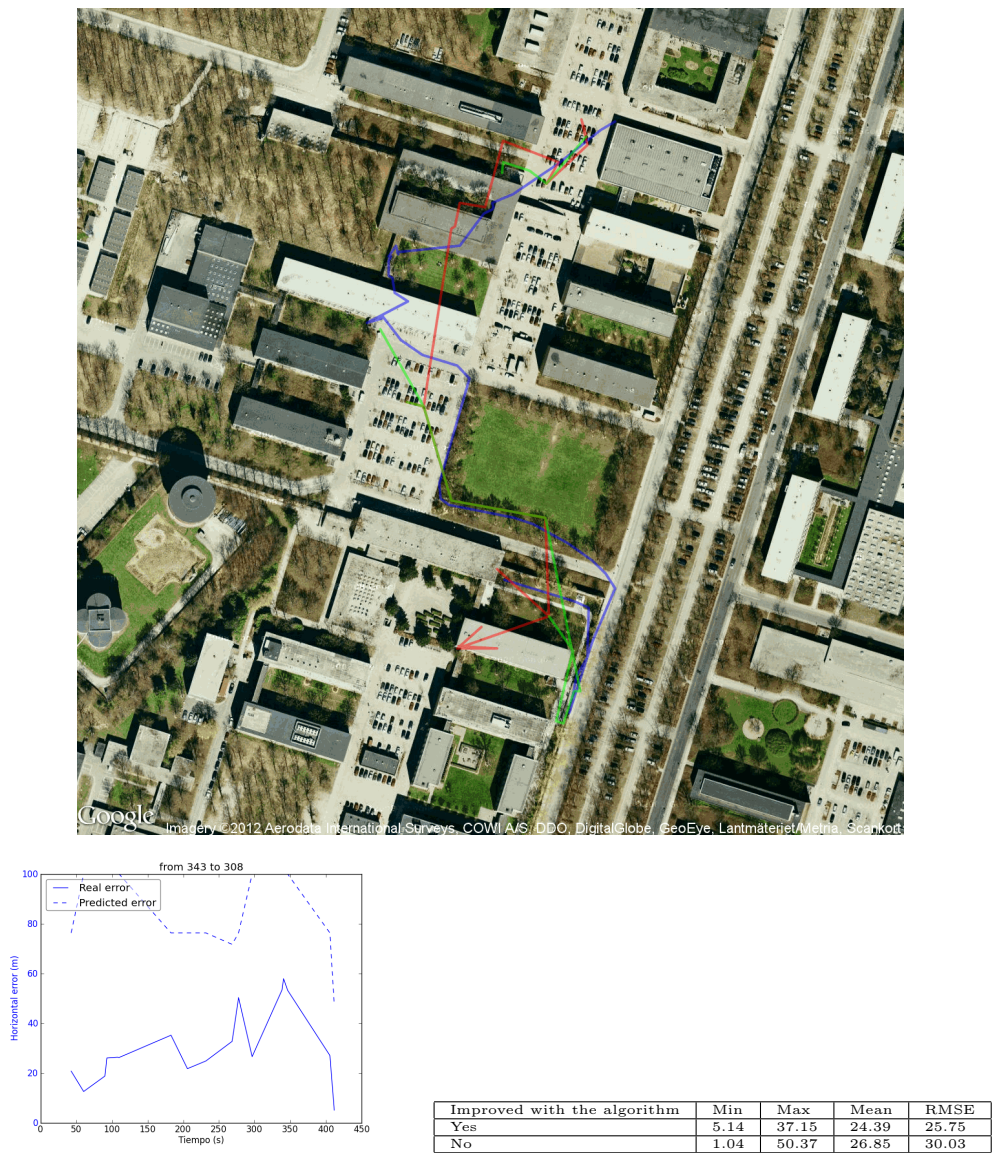 Google
Imagery ©2012 Aerodata International Surveys, COWI A/S, DDO, DigitalGlobe, GeoEye, Lantmäteriet/Metria, Scankort
from 343 to 308
Real error
Predicted error
Horizontal error (m)
100
80
60
40
20
0
0 50 100 150 200 250 300 350 400 450
Tiempo (s)
Improved with the algorithm Min Max Mean RMSE
Yes 5.14 37.15 24.39 25.75
No 1.04 50.37 26.85 30.03